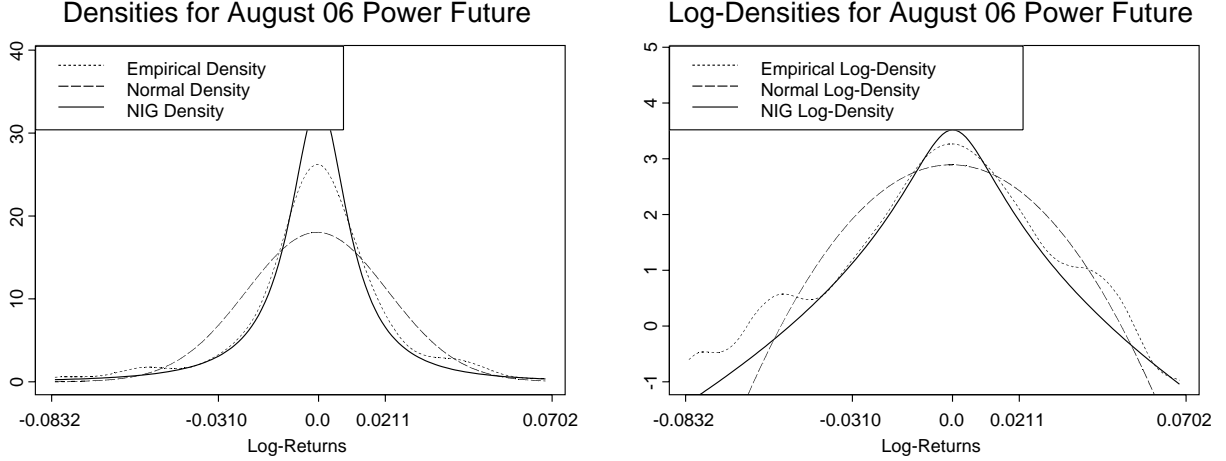 Densities for August 06 Power Future
40
30
20
10
0
Empirical Density
Normal Density
NIG Density
-0.0832 -0.0310 0.0 0.0211 0.0702
Log-Returns
Log-Densities for August 06 Power Future
5
4
3
2
1
0
-1
Empirical Log-Density
Normal Log-Density
NIG Log-Density
-0.0832 -0.0310 0.0 0.0211 0.0702
Log-Returns